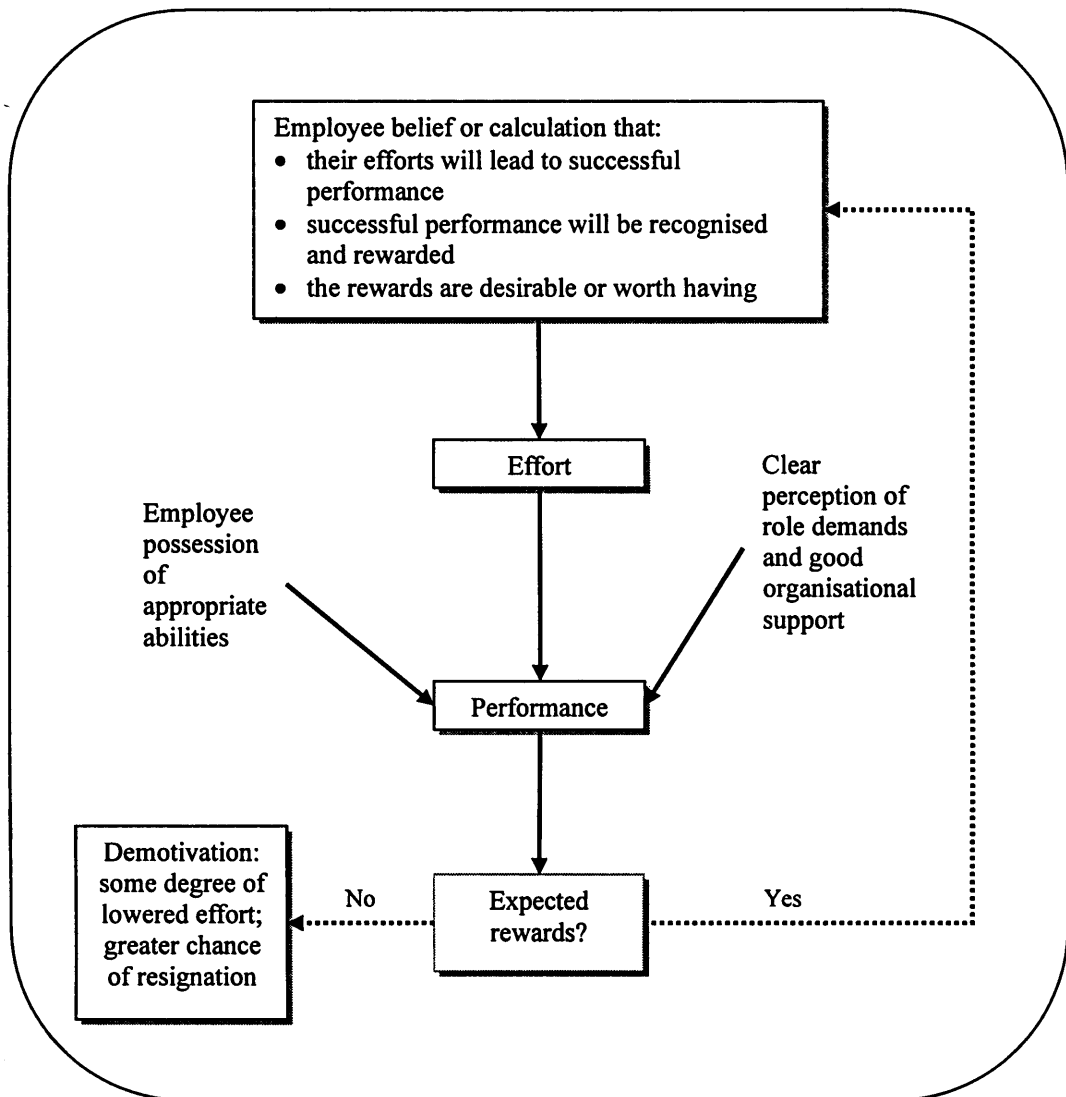 Employee belief or calculation that:
• their efforts will lead to successful
performance
• successful performance will be recognised
and rewarded
• the rewards are desirable or worth having
Effort
Clear
perception of
role demands
and good
organisational
support
Employee
possession
of
appropriate
abilities
Performance
Demotivation:
some degree of
lowered effort;
greater chance
of resignation
No
Expected
rewards?
Yes